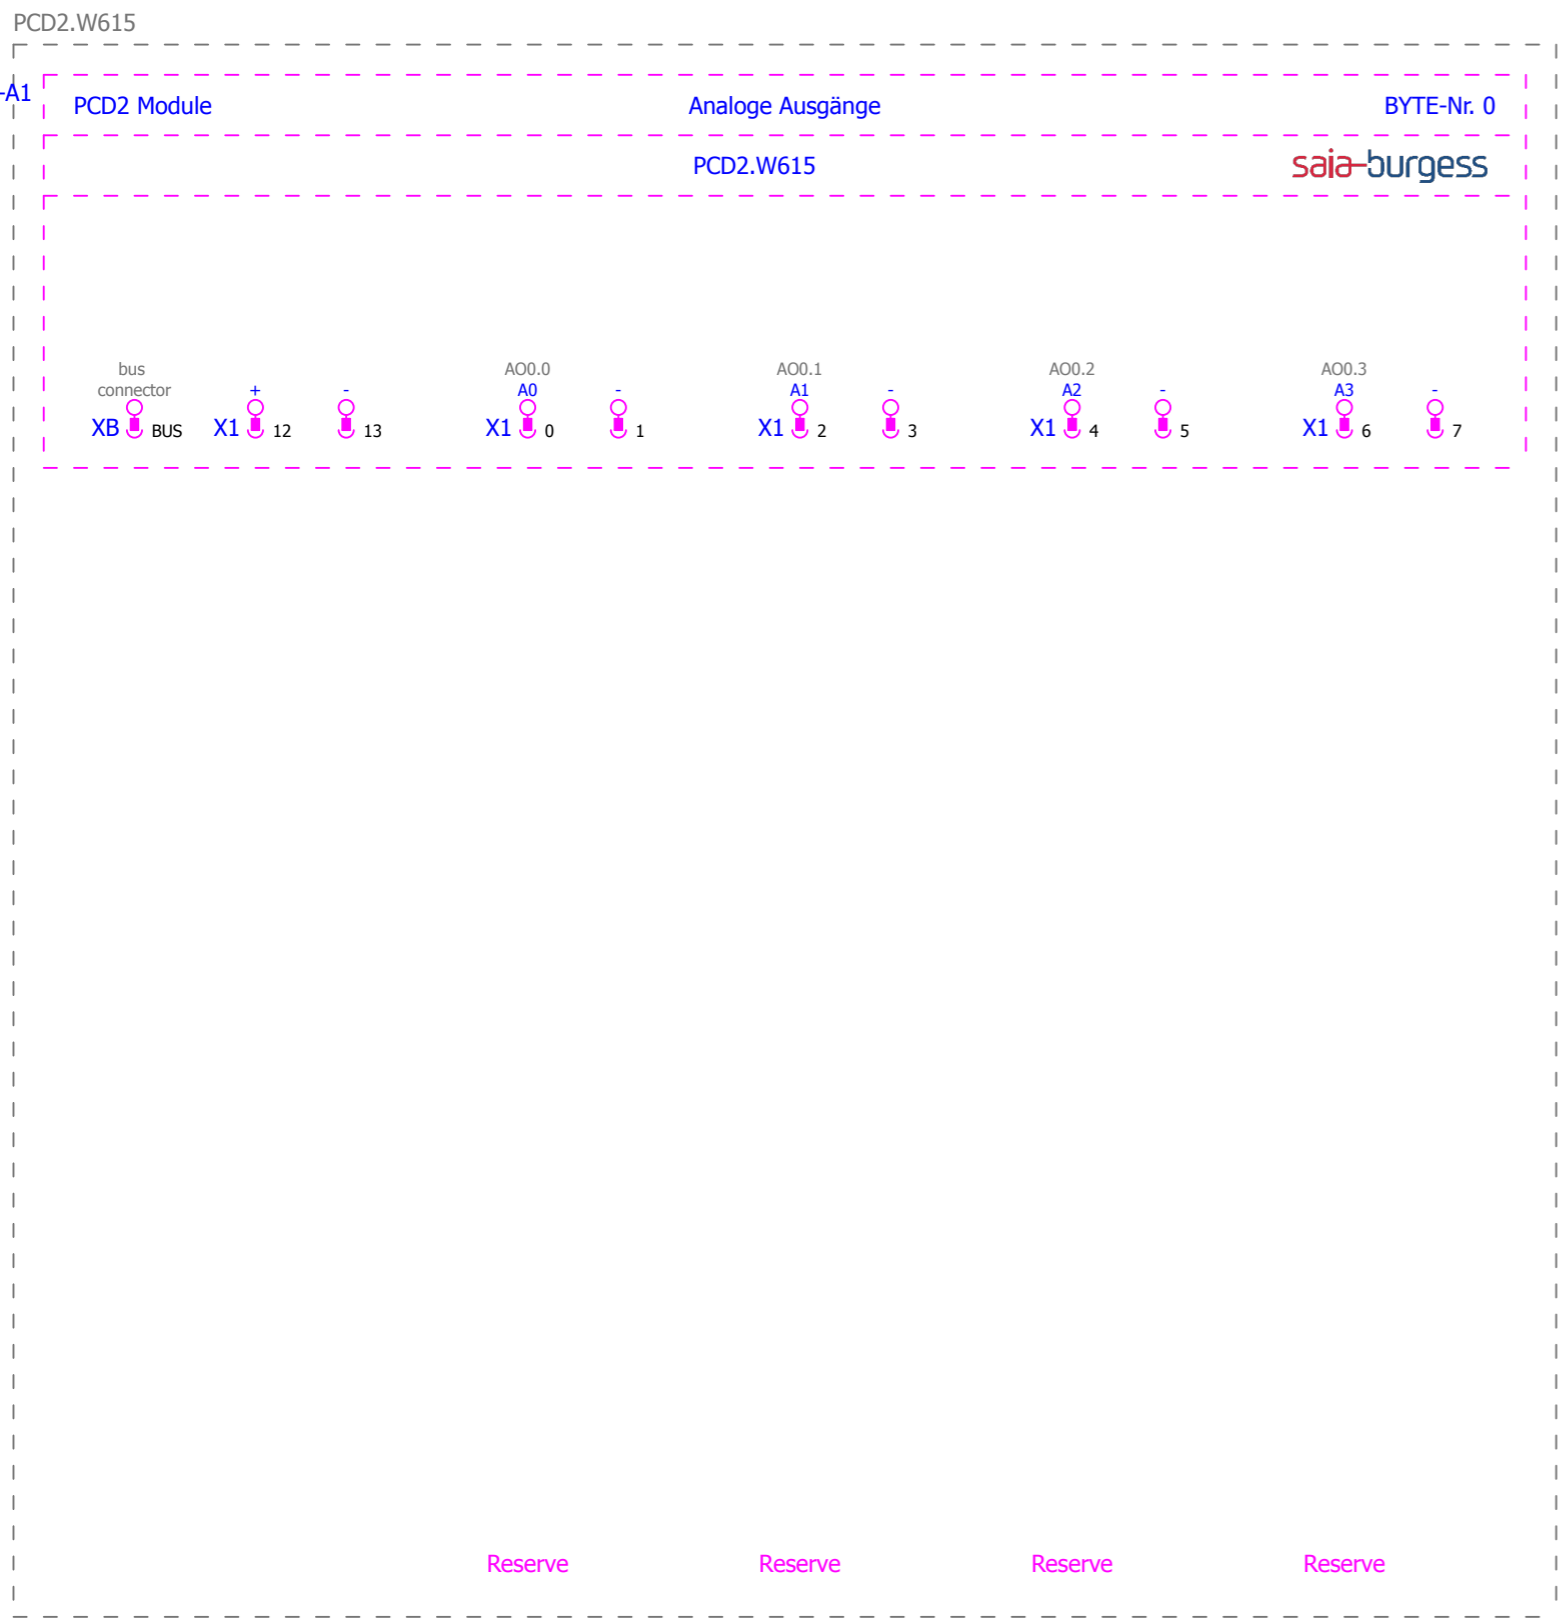 PCD2.W615
-A1
PCD2 Module Analoge Ausgänge BYTE-Nr. 0
PCD2.W615 saia-burgess
bus AO0.0 AO0.1 AO0.2 AO0.3
connector + - A0 - A1 - A2 - A3 -
XB BUS X1 12 13 X1 0 1 X1 2 3 X1 4 5 X1 6 7
Reserve Reserve Reserve Reserve